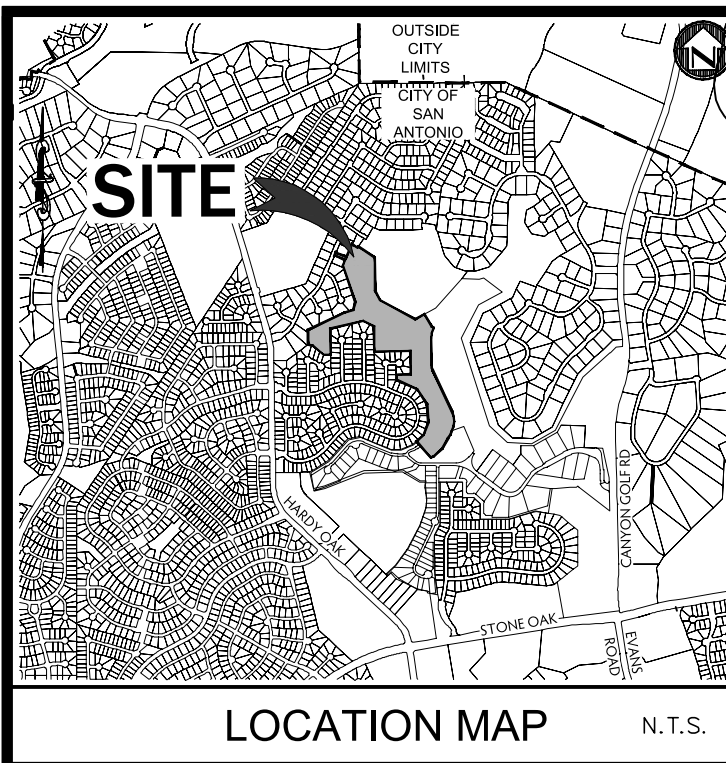 OUTSIDE
CITY
LIMITS
CITY OF
SAN
ANTONIO
N
SITE
CANYON GOLF RD
HARDY OAK
STONE OAK
EVANS
ROAD
LOCATION MAP
N.T.S.